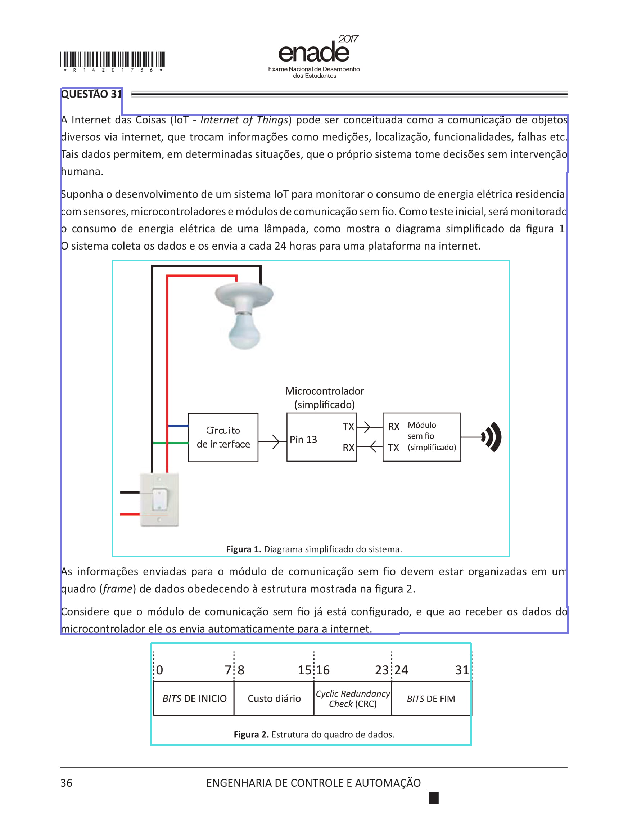 * R 1 4 2 0 1 7 3 6 *
enade 2017
Exame Nacional de Desempenho
dos Estudantes
QUESTÃO 31
A Internet das Coisas (IoT - Internet of Things) pode ser conceituada como a comunicação de objetos
diversos via internet, que trocam informações como medições, localização, funcionalidades, falhas etc.
Tais dados permitem, em determinadas situações, que o próprio sistema tome decisões sem intervenção
humana.
Suponha o desenvolvimento de um sistema IoT para monitorar o consumo de energia elétrica residencial
com sensores, microcontroladores e módulos de comunicação sem fio. Como teste inicial, será monitorado
o consumo de energia elétrica de uma lâmpada, como mostra o diagrama simplificado da figura 1.
O sistema coleta os dados e os envia a cada 24 horas para uma plataforma na internet.
Microcontrolador
(simplificado)
Circuito
de interface
Pin 13
TX
RX
RX
TX
Módulo
sem fio
(simplificado)
Figura 1. Diagrama simplificado do sistema.
As informações enviadas para o módulo de comunicação sem fio devem estar organizadas em um
quadro (frame) de dados obedecendo à estrutura mostrada na figura 2.
Considere que o módulo de comunicação sem fio já está configurado, e que ao receber os dados do
microcontrolador ele os envia automaticamente para a internet.
0 7 8 15 16 23 24 31
BITS DE INICIO Custo diário Cyclic Redundancy Check (CRC) BITS DE FIM
Figura 2. Estrutura do quadro de dados.
36 ENGENHARIA DE CONTROLE E AUTOMAÇÃO